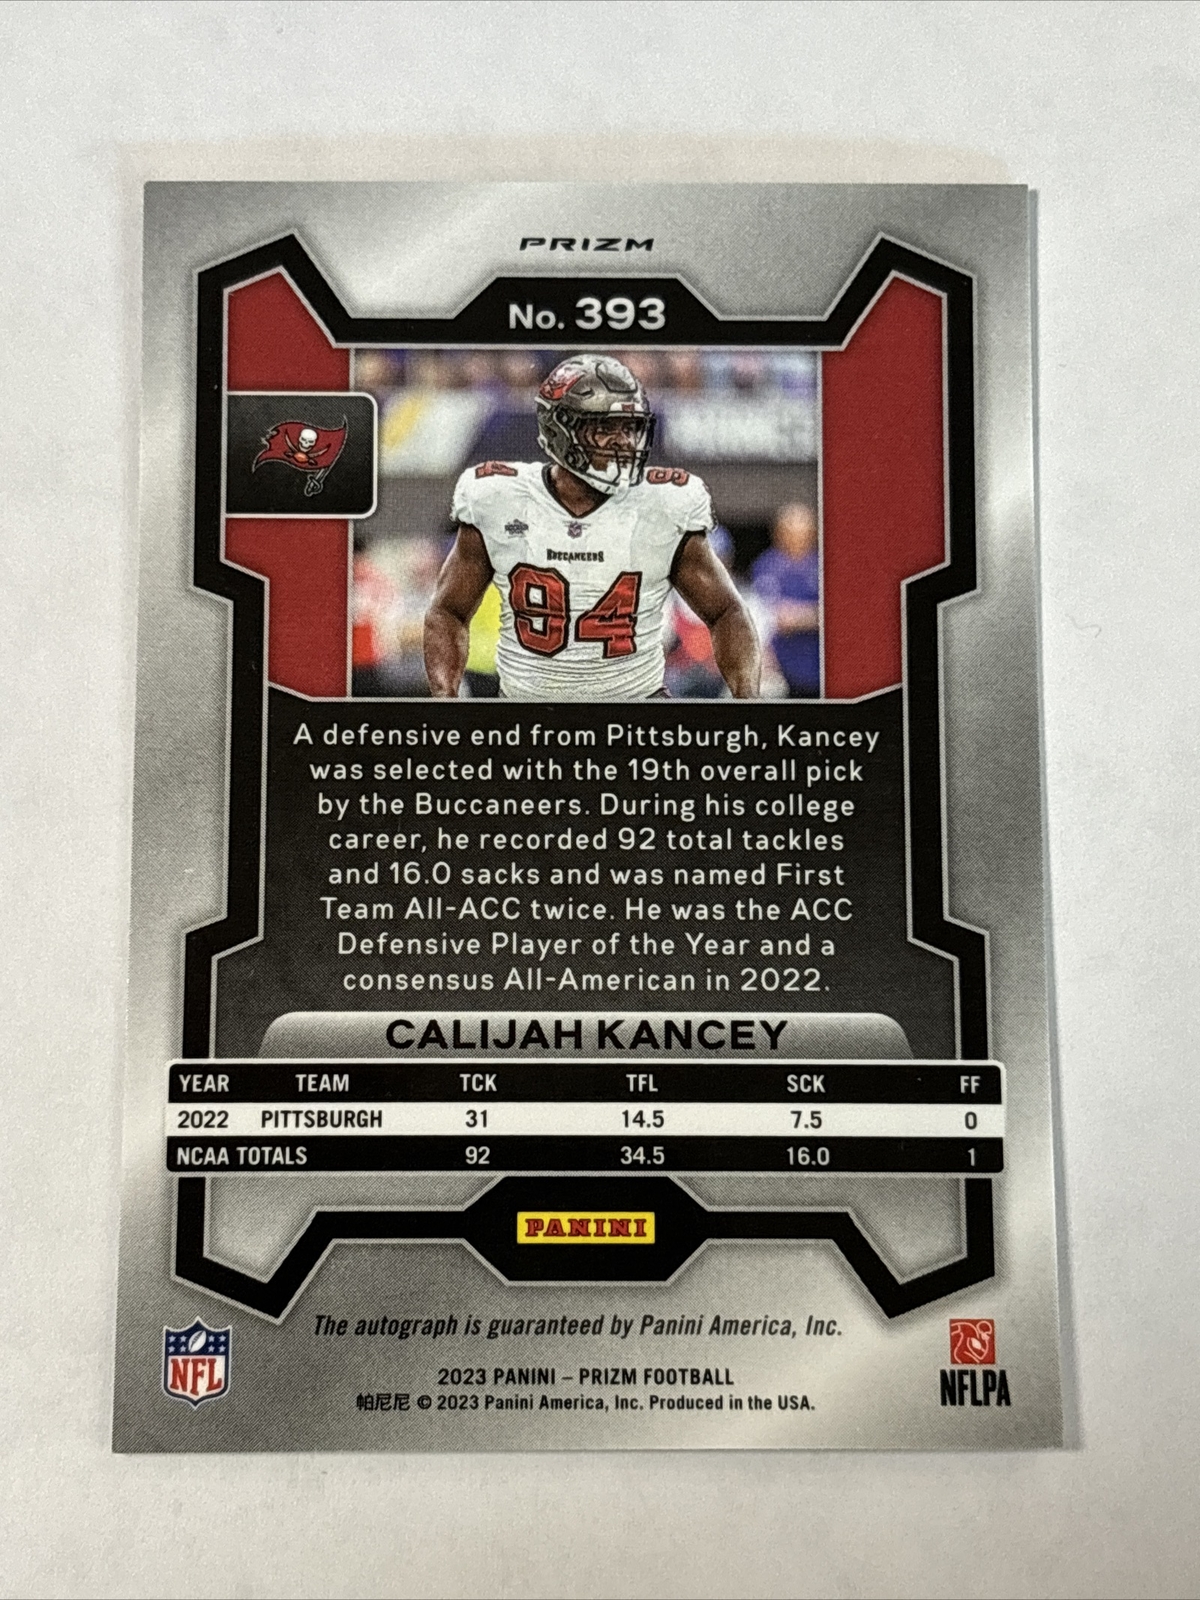 PRIZM
No. 393
94
8
BUCCANEERS
94
A defensive end from Pittsburgh, Kancey
was selected with the 19th overall pick
by the Buccaneers. During his college
career, he recorded 92 total tackles
and 16.0 sacks and was named First
Team All-ACC twice. He was the ACC
Defensive Player of the Year and a
consensus All-American in 2022.
CALIJAH KANCEY
YEAR TEAM TCK TFL SCK FF
2022 PITTSBURGH 31 14.5 7.5 0
NCAA TOTALS 92 34.5 16.0 1
PANINI
The autograph is guaranteed by Panini America, Inc.
NFL
2023 PANINI – PRIZM FOOTBALL
帕尼尼 © 2023 Panini America, Inc. Produced in the USA.
NFLPA